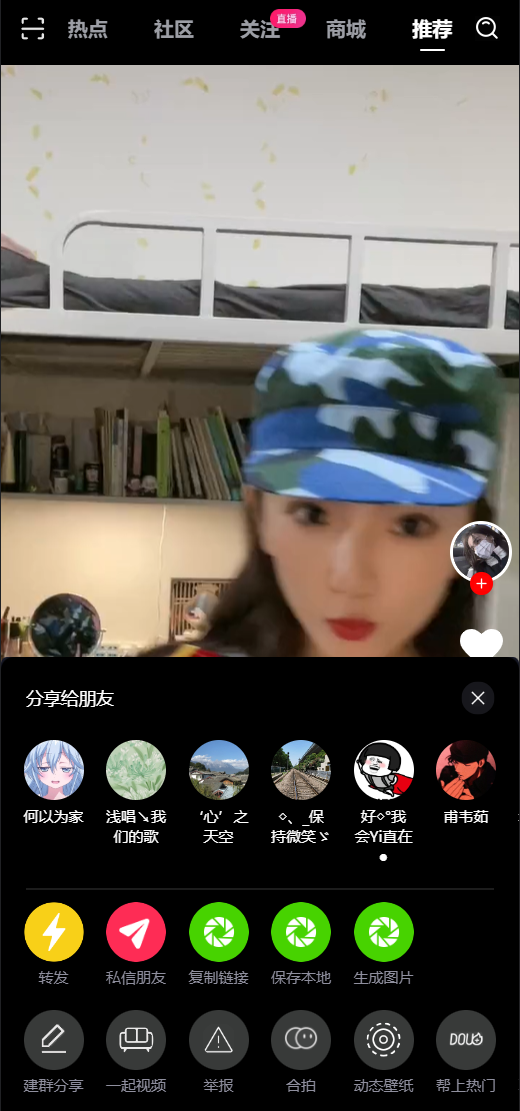 热点 社区 关注 直播 商城 推荐
分享给朋友
何以为家 浅唱↘我 ‘心’之 ⋄、_保 好⋄°我 甫韦茹
们的歌 天空 持微笑ゞ 会Yi直在
转发 私信朋友 复制链接 保存本地 生成图片
建群分享 一起视频 举报 合拍 动态壁纸 帮上热门
DOU